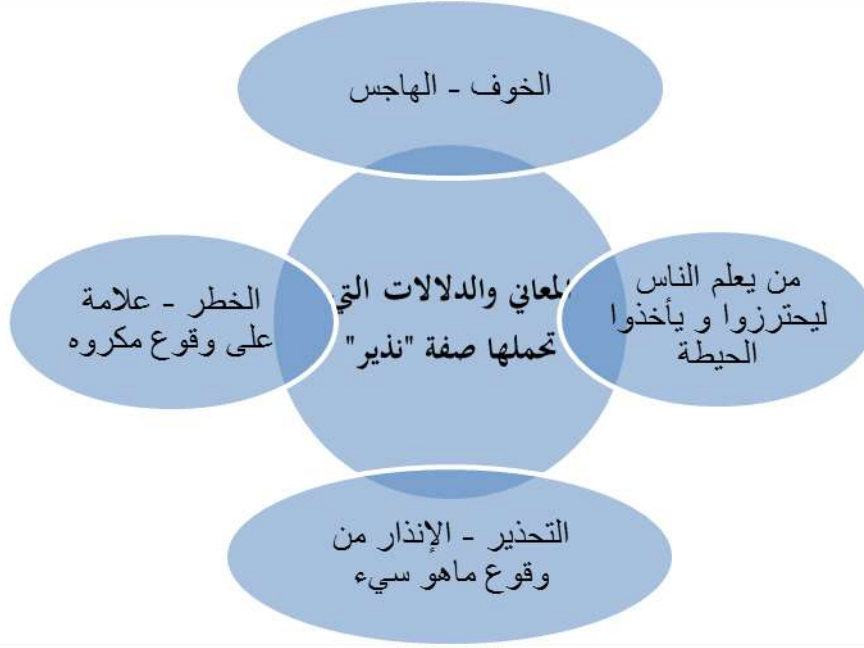 الخوف - الهاجس
من يعلم الناس
ليحترزوا و يأخذوا
الحيطة
المعاني والدلالات التي
تحملها صفة "نذير"
الخطر - علامة
على وقوع مكروه
التحذير - الإنذار من
وقوع ماهو سيء